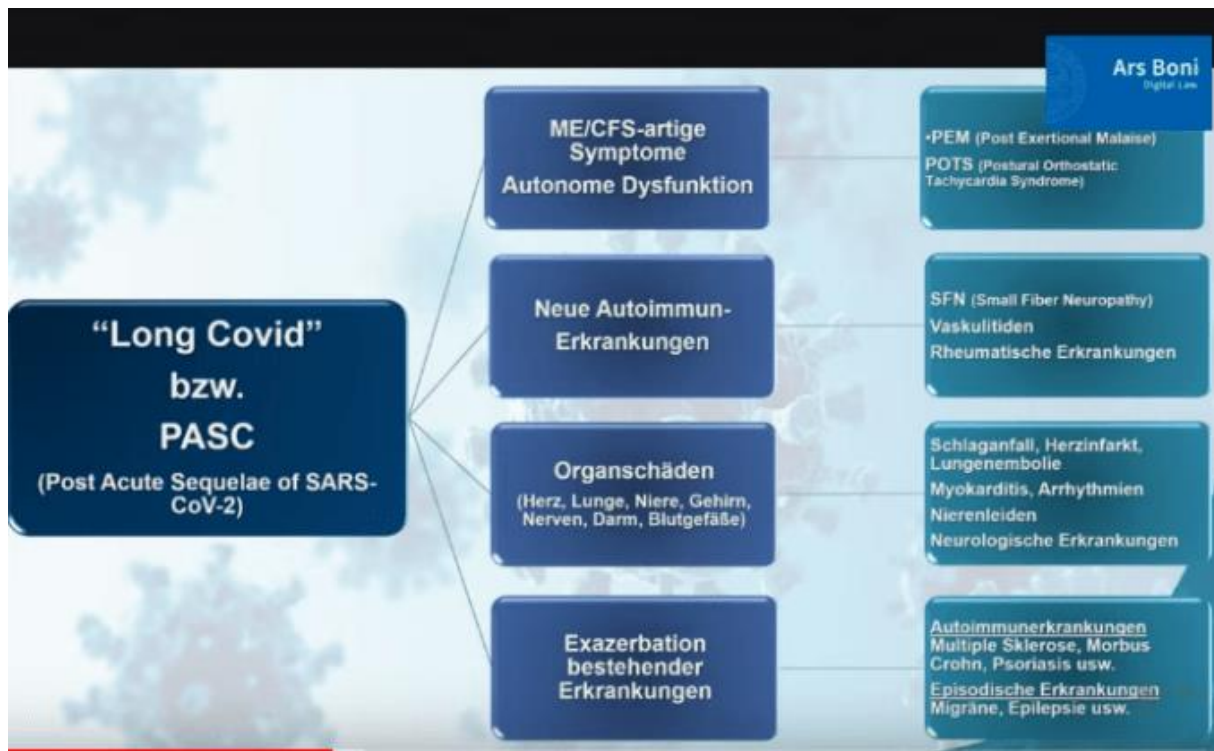 Ars Boni
Digital Law
"Long Covid"
bzw.
PASC
(Post Acute Sequelae of SARS-
CoV-2)
ME/CFS-artige
Symptome
Autonome Dysfunktion
•PEM (Post Exertional Malaise)
POTS (Postural Orthostatic
Tachycardia Syndrome)
Neue Autoimmun-
Erkrankungen
SFN (Small Fiber Neuropathy)
Vaskulitiden
Rheumatische Erkrankungen
Organschäden
(Herz, Lunge, Niere, Gehirn,
Nerven, Darm, Blutgefäße)
Schlaganfall, Herzinfarkt,
Lungenembolie
Myokarditis, Arrhythmien
Nierenleiden
Neurologische Erkrankungen
Exazerbation
bestehender
Erkrankungen
Autoimmunerkrankungen
Multiple Sklerose, Morbus
Crohn, Psoriasis usw.
Episodische Erkrankungen
Migräne, Epilepsie usw.